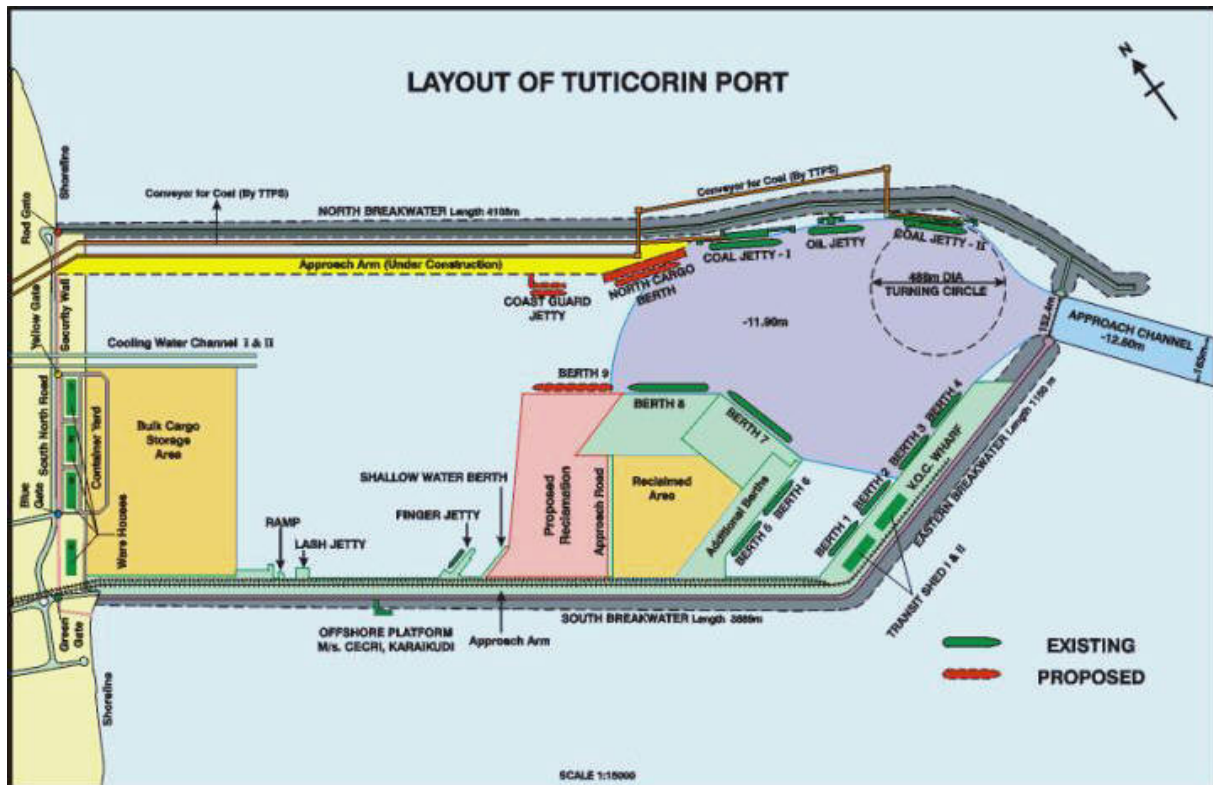 LAYOUT OF TUTICORIN PORT
N
Shoreline
Rod Gate
Conveyor for Coel (By TTPS)
Conveyor for Coel (By TTPS)
NORTH BREAKWATER Length 4108m
OIL JETTY
COAL JETTY - II
COAL JETTY - I
Approach Arm (Under Construction)
NORTH CARGO
BERTH
COAST GUARD
JETTY
488m DIA
TURNING CIRCLE
Security Wall
Yellow Gate
-11.90m
152.4m
APPROACH CHANNEL
-12.80m
Cooling Water Channel I & II
BERTH 9
BERTH 8
BERTH 7
BERTH 4
BERTH 3
BERTH 2
BERTH 1
BERTH 6
BERTH 5
V.O.C. WHARF
EASTERN BREAKWATER Length
South North Road
Container Yard
Bulk Cargo
Storage
Area
Blue
Gate
Ware Houses
SHALLOW WATER BERTH
FINGER JETTY
RAMP
LASH JETTY
Proposed
Reclamation
Approach Road
Reclaimed
Area
Additional Berths
TRANSIT SHED I & II
SOUTH BREAKWATER Length
Approach Arm
OFFSHORE PLATFORM
M/s. CECRI, KARAIKUDI
Green
Gate
Shoreline
EXISTING
PROPOSED
SCALE 1:15000